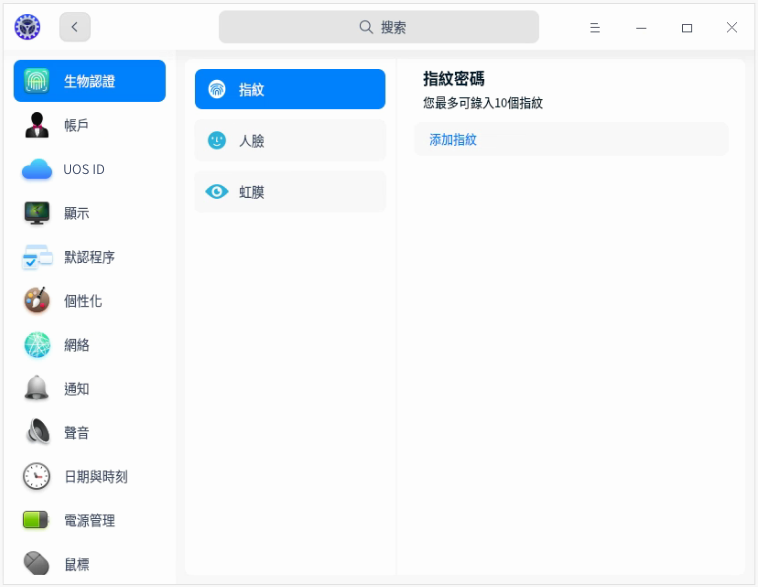 搜索
生物認證
帳戶
UOS ID
顯示
默認程序
個性化
網絡
通知
聲音
日期與時刻
電源管理
鼠標
指紋
人臉
虹膜
指紋密碼
您最多可錄入10個指紋
添加指紋